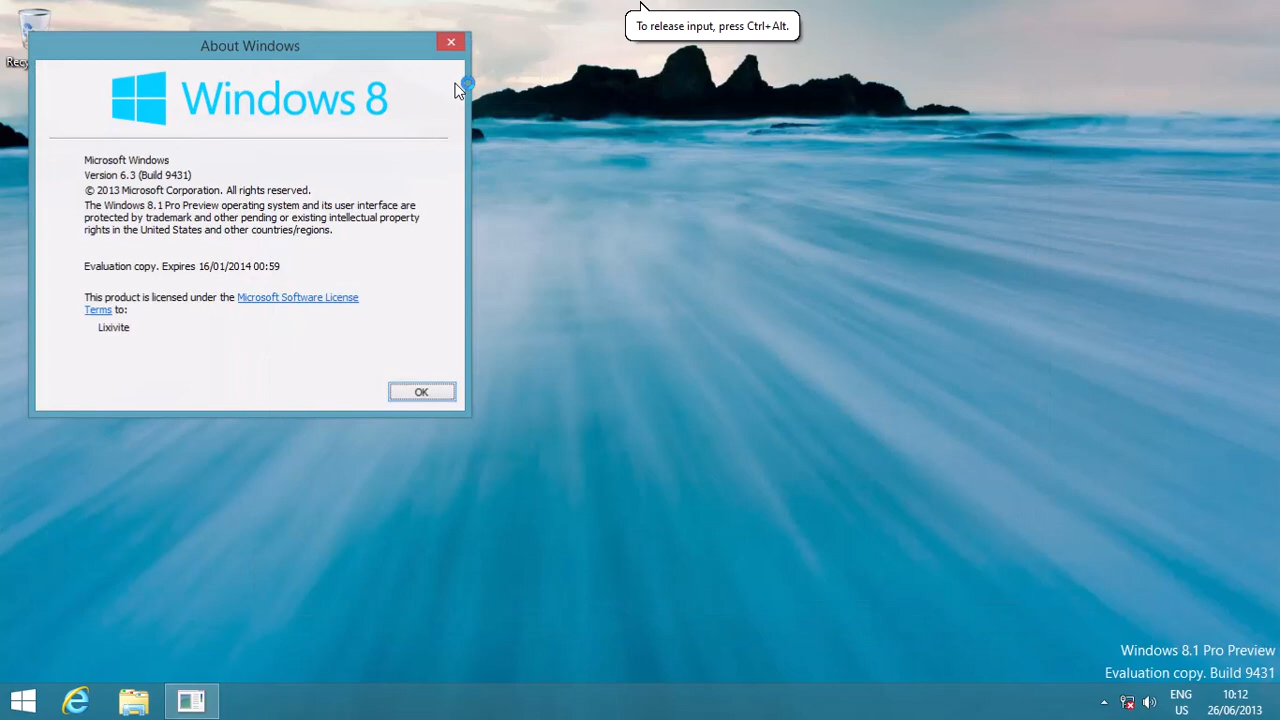 To release input, press Ctrl+Alt.
About Windows
Windows 8
Microsoft Windows
Version 6.3 (Build 9431)
© 2013 Microsoft Corporation. All rights reserved.
The Windows 8.1 Pro Preview operating system and its user interface are
protected by trademark and other pending or existing intellectual property
rights in the United States and other countries/regions.
Evaluation copy. Expires 16/01/2014 00:59
This product is licensed under the Microsoft Software License
Terms to:
Lixivite
OK
Windows 8.1 Pro Preview
Evaluation copy. Build 9431
ENG
US
10:12
26/06/2013